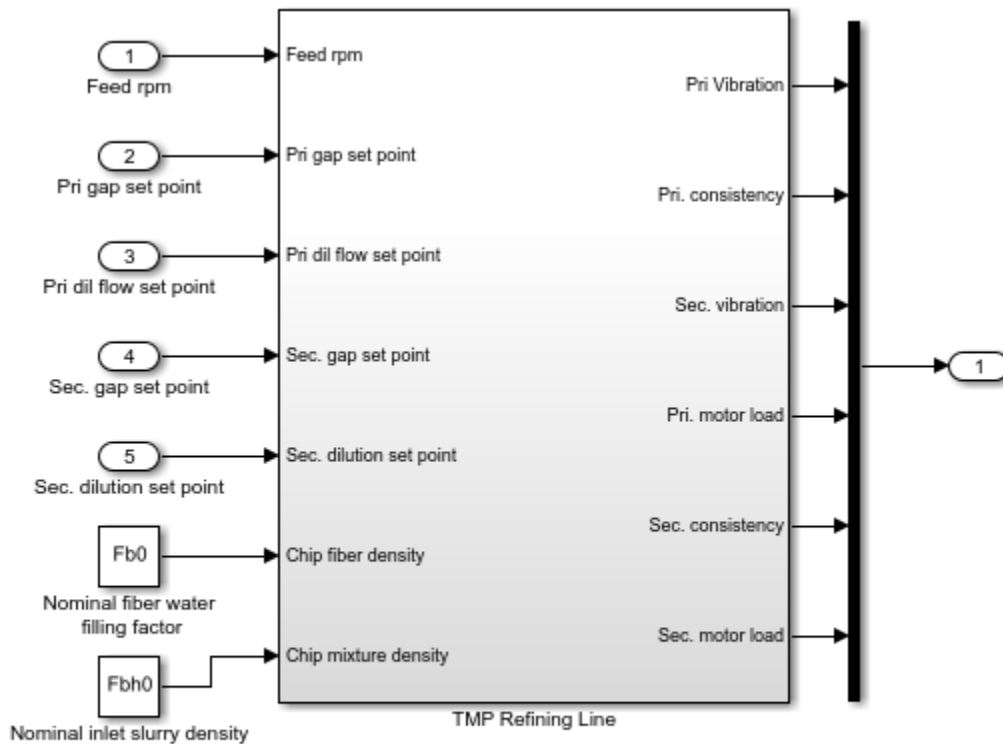 1
Feed rpm
2
Pri gap set point
3
Pri dil flow set point
4
Sec. gap set point
5
Sec. dilution set point
Fb0
Nominal fiber water
filling factor
Fbh0
Nominal inlet slurry density
Feed rpm
Pri gap set point
Pri dil flow set point
Sec. gap set point
Sec. dilution set point
Chip fiber density
Chip mixture density
Pri Vibration
Pri. consistency
Sec. vibration
Pri. motor load
Sec. consistency
Sec. motor load
TMP Refining Line
1